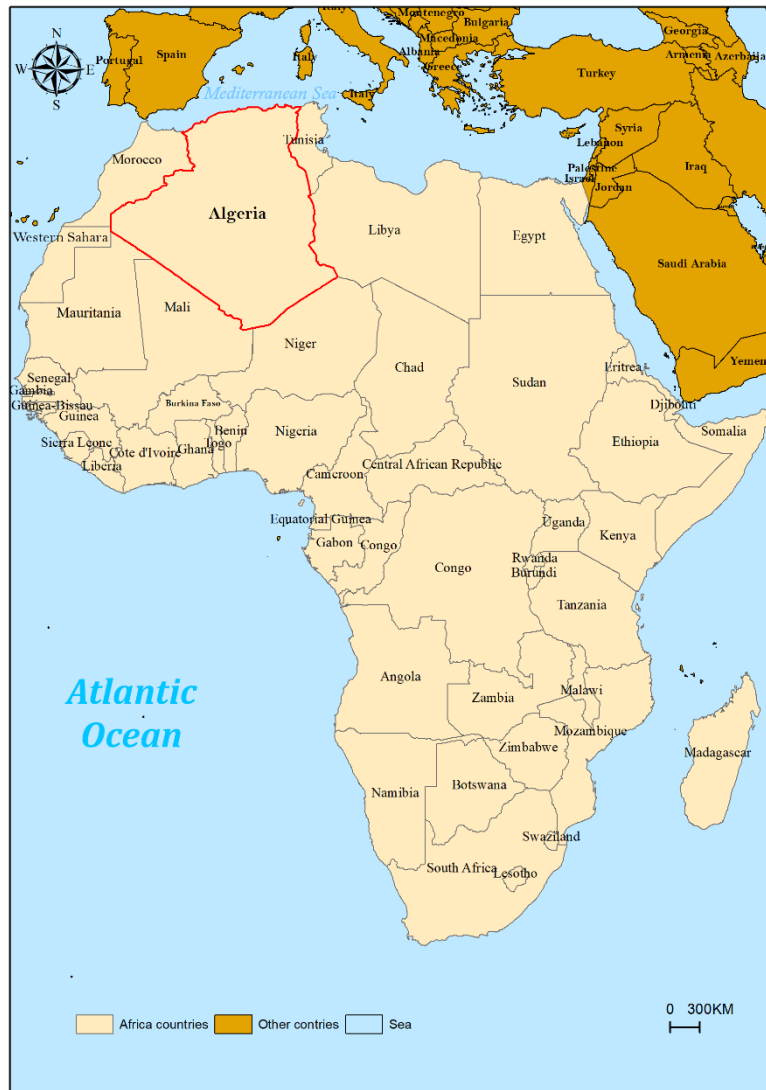 Montenegro
Italy
Bulgaria
Georgia
N
Macedonia
Portugal
Spain
Italy
Albania
Armenia
Azerbaija
W
E
Greece
Turkey
S
Mediterranean Sea
Italy
Syria
Lebanon
Tunisia
Morocco
Palestine
Iraq
Israel
Jordan
Algeria
Libya
Egypt
Western Sahara
Saudi Arabia
Mauritania
Mali
Niger
Yemen
Chad
Eritrea
Senegal
Sudan
Gambia
Burkina Faso
Djibouti
Guinea-Bissau
Guinea
Benin
Nigeria
Somalia
Sierra Leone
Togo
Ethiopia
Côte d'Ivoire
Ghana
Liberia
Central African Republic
Cameroon
Equatorial Guinea
Uganda
Kenya
Gabon
Congo
Rwanda
Congo
Burundi
Tanzania
Angola
Malawi
Zambia
Atlantic
Ocean
Mozambique
Zimbabwe
Madagascar
Botswana
Namibia
Swaziland
South Africa
Lesotho
0 300KM
Africa countries
Other contries
Sea